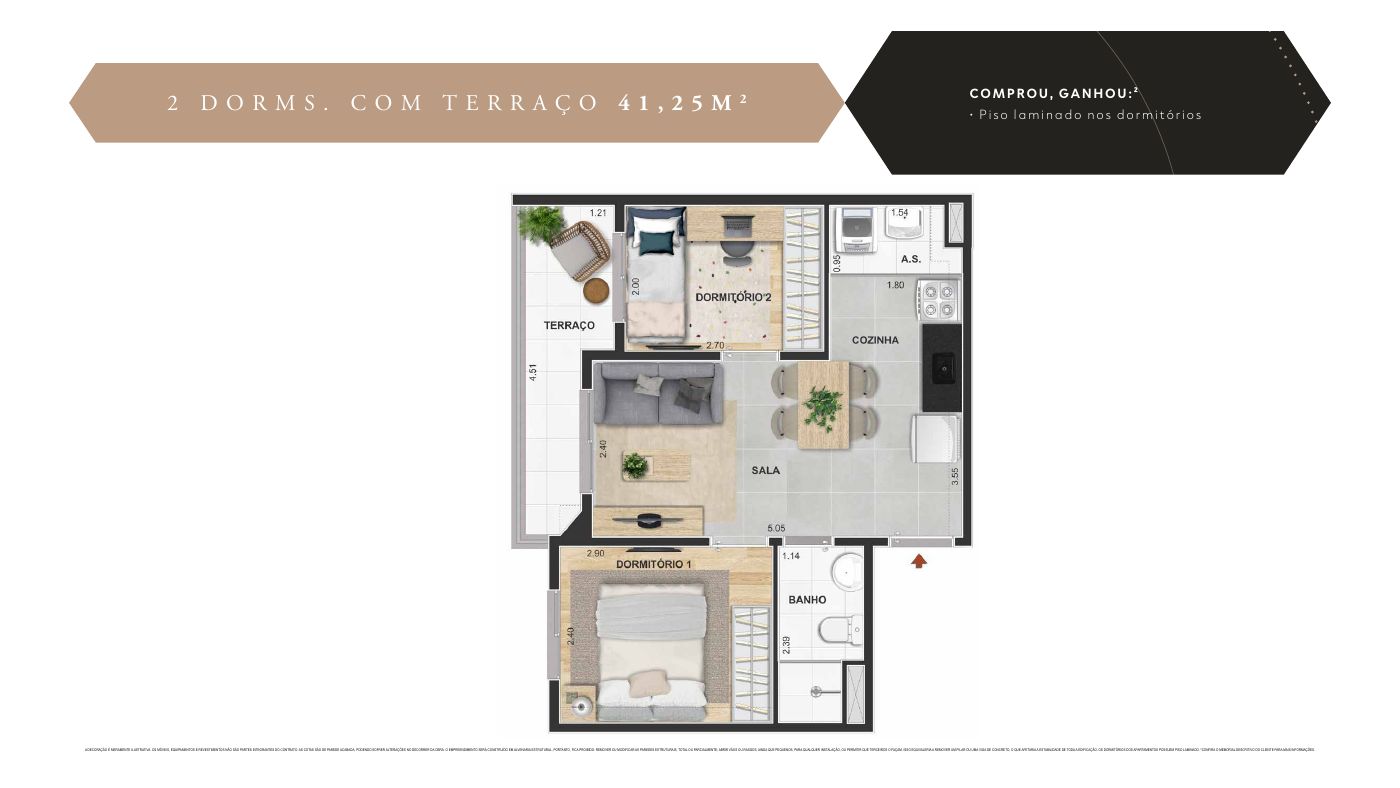 2 DORMS. COM TERRAÇO 41,25M²
COMPROU, GANHOU:²
• Piso laminado nos dormitórios
1.21
1.54
0.95
A.S.
2.00
DORMITÓRIO 2
1.80
TERRAÇO
COZINHA
2.70
4.51
2.40
SALA
3.55
5.05
2.90
DORMITÓRIO 1
1.14
BANHO
2.40
2.39